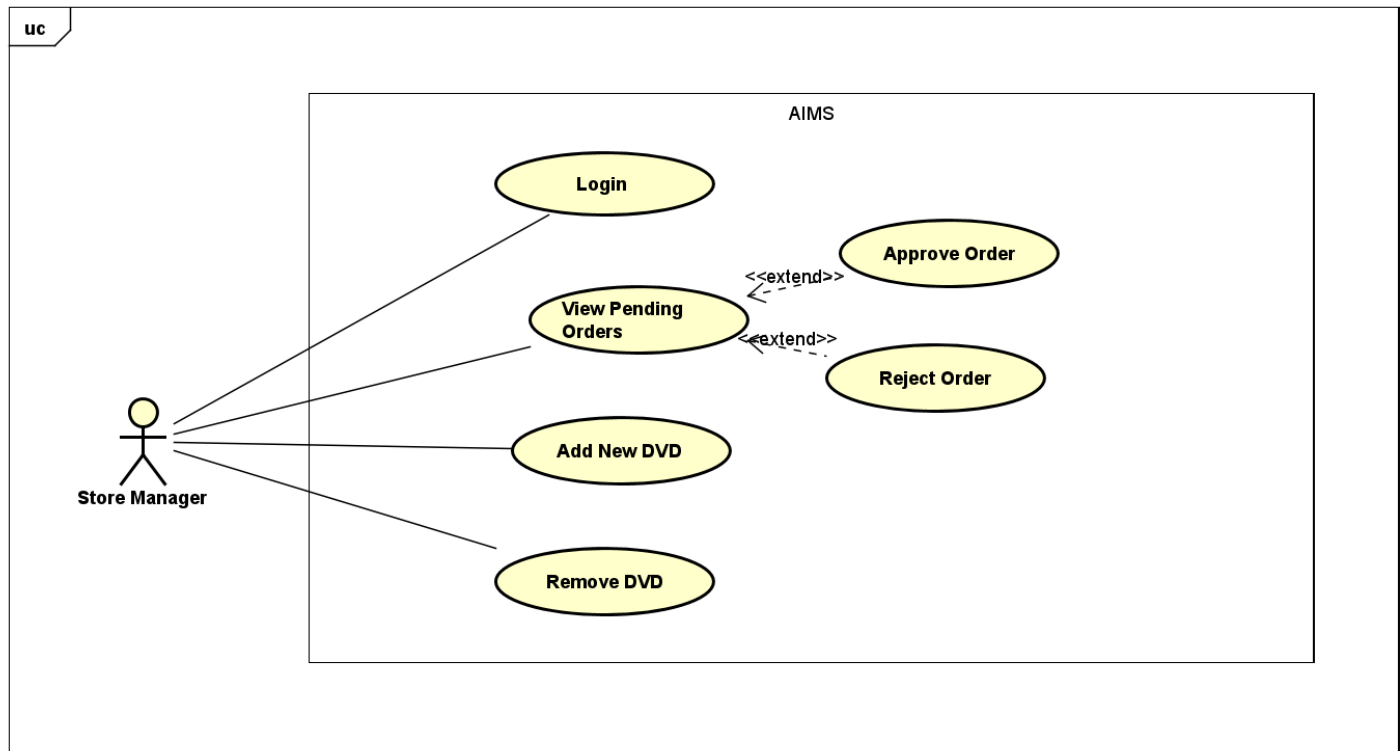 uc
AIMS
Login
Approve Order
<<extend>>
View Pending
Orders
<<extend>>
Reject Order
Add New DVD
Store Manager
Remove DVD